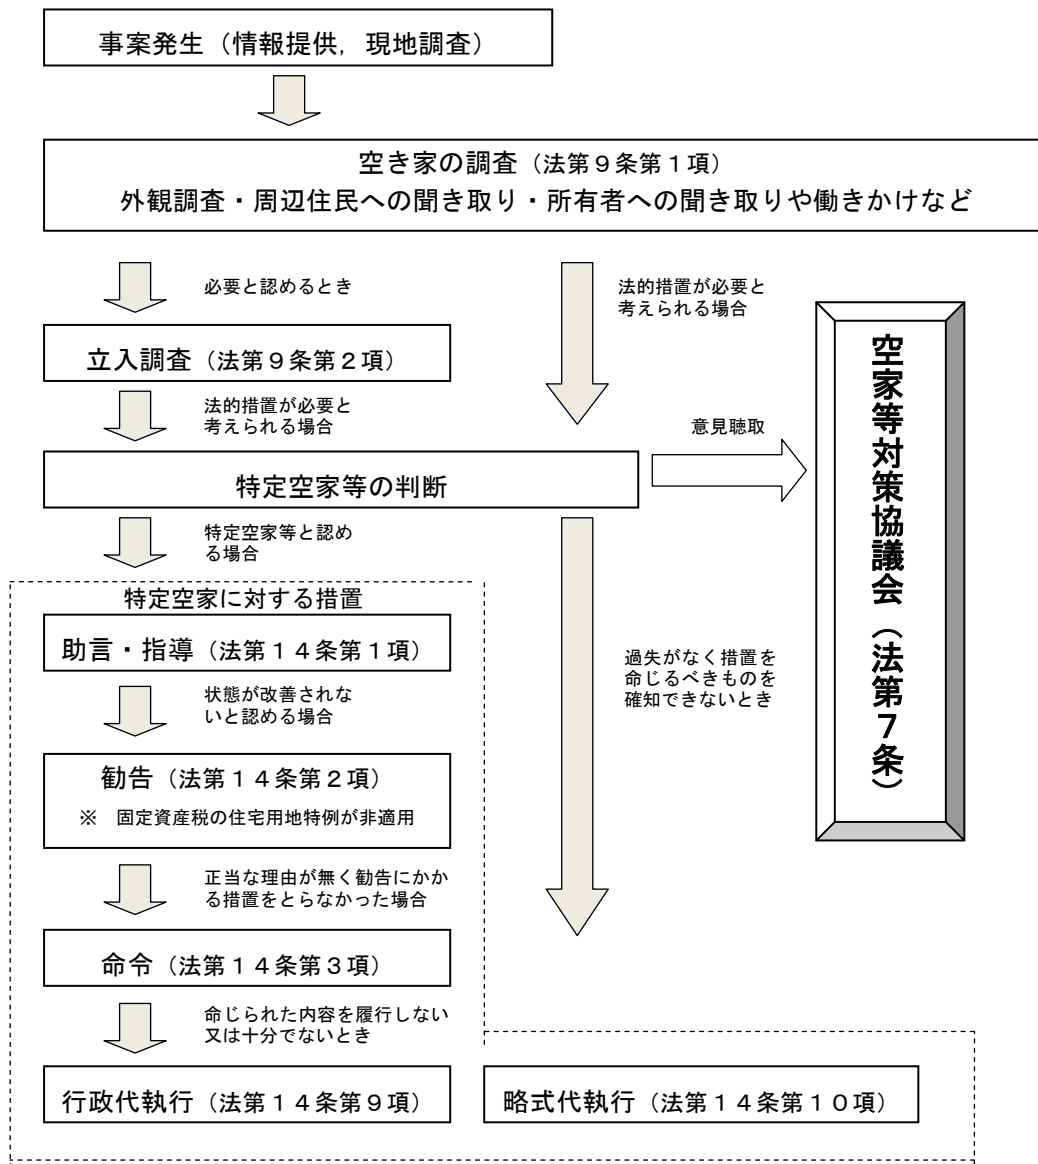 事案発生（情報提供，現地調査）
空き家の調査（法第９条第１項）
外観調査・周辺住民への聞き取り・所有者への聞き取りや働きかけなど
必要と認めるとき
法的措置が必要と
考えられる場合
立入調査（法第９条第２項）
法的措置が必要と
考えられる場合
意見聴取
特定空家等の判断
空家等対策協議会（法第７条）
特定空家等と認め
る場合
特定空家に対する措置
助言・指導（法第１４条第１項）
状態が改善されな
いと認める場合
過失がなく措置を
命じるべきものを
確知できないとき
勧告（法第１４条第２項）
※　固定資産税の住宅用地特例が非適用
正当な理由が無く勧告にかか
る措置をとらなかった場合
命令（法第１４条第３項）
命じられた内容を履行しない
又は十分でないとき
行政代執行（法第１４条第９項）
略式代執行（法第１４条第１０項）